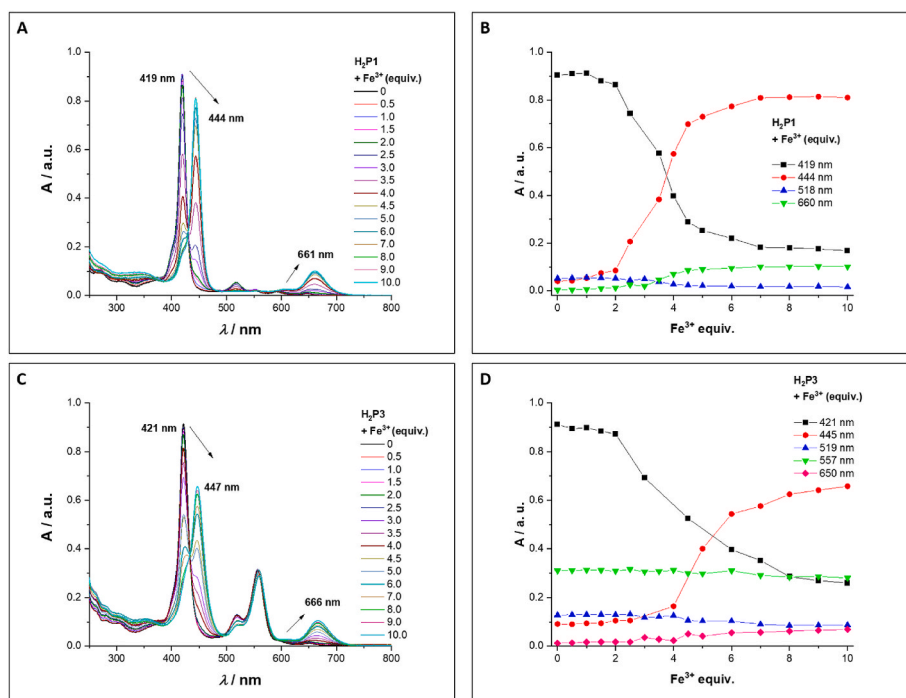 A
A / a.u.
1.0
0.8
0.6
0.4
0.2
0.0
419 nm
444 nm
661 nm
H₂P1
+ Fe³⁺ (equiv.)
0
0.5
1.0
1.5
2.0
2.5
3.0
3.5
4.0
4.5
5.0
6.0
7.0
8.0
9.0
10.0
300 400 500 600 700 800
λ / nm
B
A / a.u.
1.0
0.8
0.6
0.4
0.2
0.0
H₂P1
+ Fe³⁺ (equiv.)
419 nm
444 nm
518 nm
660 nm
0 2 4 6 8 10
Fe³⁺ equiv.
C
A / a.u.
1.0
0.8
0.6
0.4
0.2
0.0
421 nm
447 nm
666 nm
H₂P3
+ Fe³⁺ (equiv.)
0
0.5
1.0
1.5
2.0
2.5
3.0
3.5
4.0
4.5
5.0
6.0
7.0
8.0
9.0
10.0
300 400 500 600 700 800
λ / nm
D
A / a.u.
1.0
0.8
0.6
0.4
0.2
0.0
H₂P3
+ Fe³⁺ (equiv.)
421 nm
445 nm
519 nm
557 nm
650 nm
0 2 4 6 8 10
Fe³⁺ equiv.